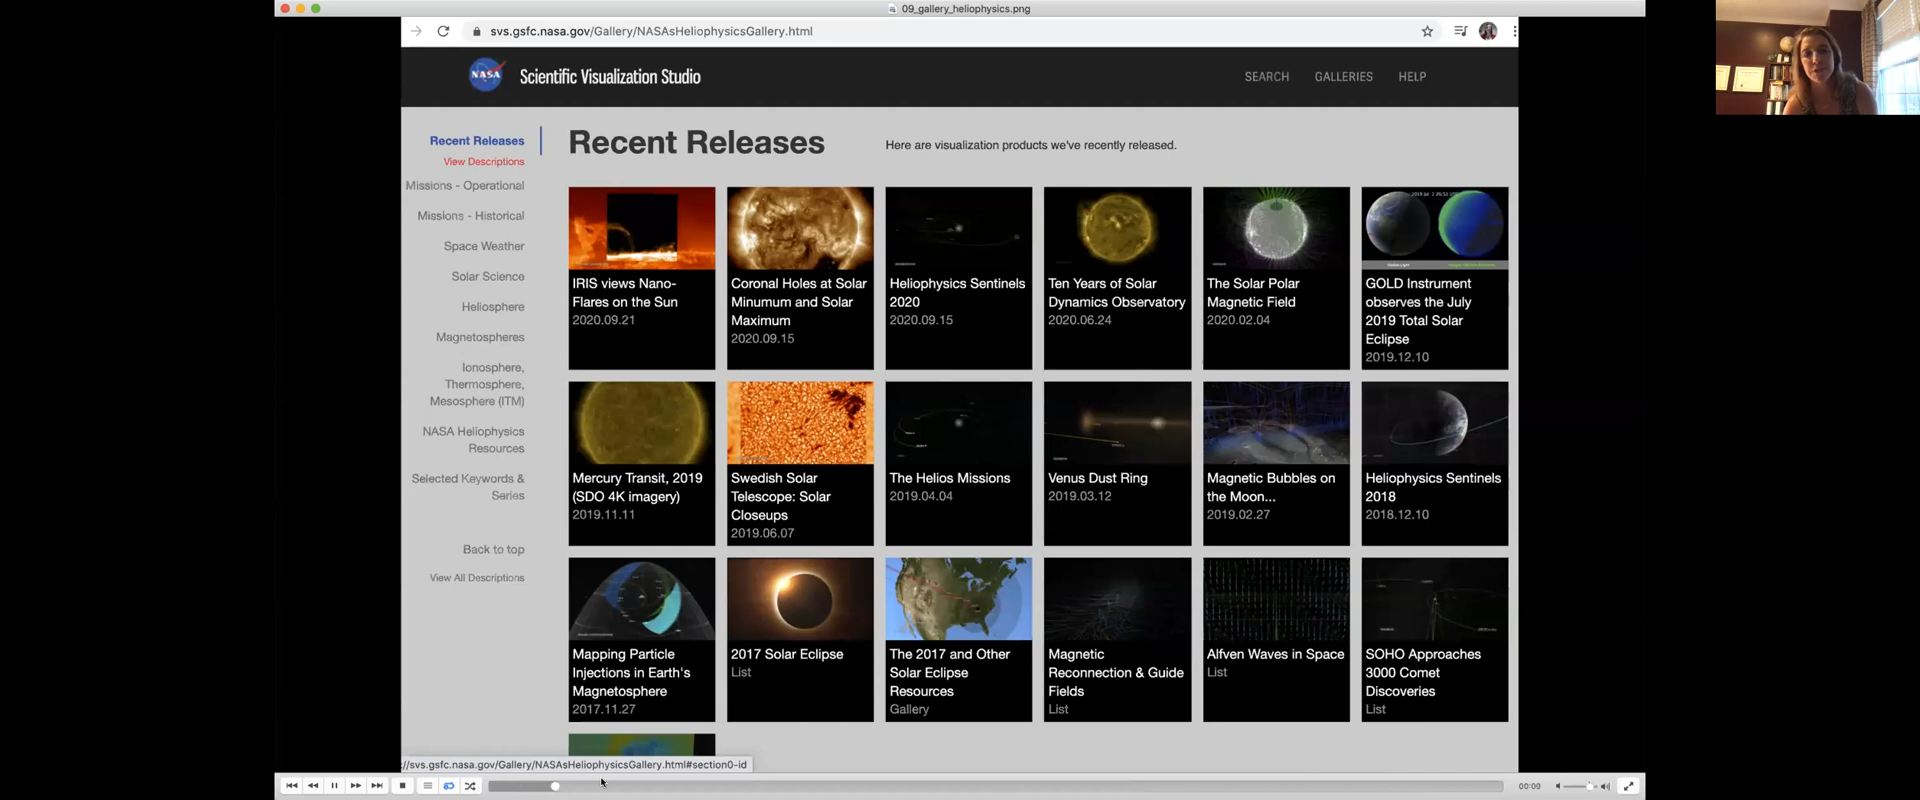 09_gallery_heliophysics.png
svs.gsfc.nasa.gov/Gallery/NASAsHeliophysicsGallery.html
NASA
Scientific Visualization Studio
SEARCH
GALLERIES
HELP
Recent Releases
View Descriptions
Missions - Operational
Missions - Historical
Space Weather
Solar Science
Heliosphere
Magnetospheres
Ionosphere,
Thermosphere,
Mesosphere (ITM)
NASA Heliophysics
Resources
Selected Keywords &
Series
Back to top
View All Descriptions
Recent Releases
Here are visualization products we've recently released.
IRIS views Nano-
Flares on the Sun
2020.09.21
Coronal Holes at Solar
Minumum and Solar
Maximum
2020.09.15
Heliophysics Sentinels
2020
2020.09.15
Ten Years of Solar
Dynamics Observatory
2020.06.24
The Solar Polar
Magnetic Field
2020.02.04
GOLD Instrument
observes the July
2019 Total Solar
Eclipse
2019.12.10
Mercury Transit, 2019
(SDO 4K imagery)
2019.11.11
Swedish Solar
Telescope: Solar
Closeups
2019.06.07
The Helios Missions
2019.04.04
Venus Dust Ring
2019.03.12
Magnetic Bubbles on
the Moon...
2019.02.27
Heliophysics Sentinels
2018
2018.12.10
Mapping Particle
Injections in Earth's
Magnetosphere
2017.11.27
2017 Solar Eclipse
List
The 2017 and Other
Solar Eclipse
Resources
Gallery
Magnetic
Reconnection & Guide
Fields
List
Alfven Waves in Space
List
SOHO Approaches
3000 Comet
Discoveries
List
://svs.gsfc.nasa.gov/Gallery/NASAsHeliophysicsGallery.html#section0-id
00:00